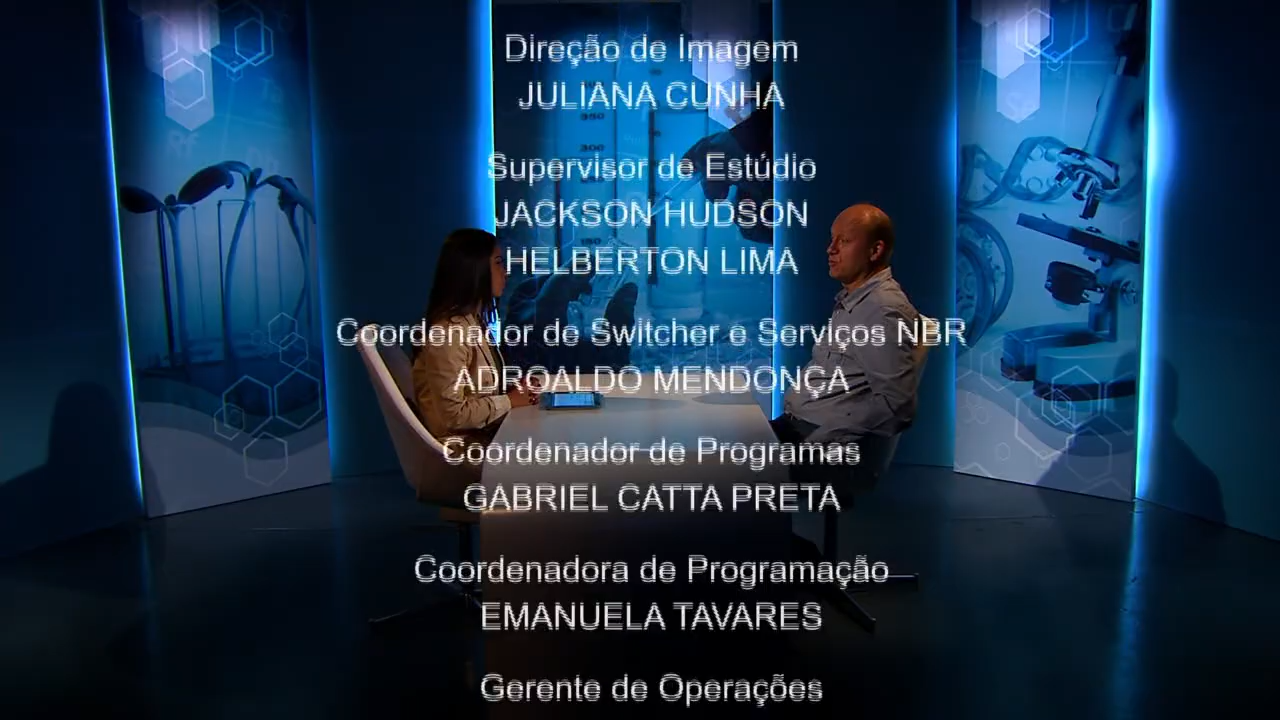 Direção de Imagem
JULIANA CUNHA
Supervisor de Estúdio
JACKSON HUDSON
HELBERTON LIMA
Coordenador de Switcher e Serviços NBR
ADROALDO MENDONÇA
Coordenador de Programas
GABRIEL CATTA PRETA
Coordenadora de Programação
EMANUELA TAVARES
Gerente de Operações